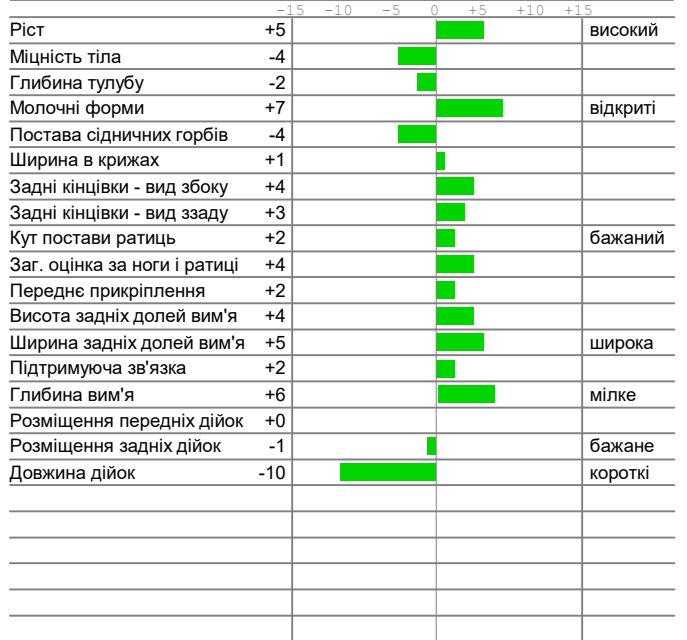 -15 -10 -5 0 +5 +10 +15
Ріст +5 високий
Міцність тіла -4
Глибина тулубу -2
Молочні форми +7 відкриті
Постава сідничних горбів -4
Ширина в крижах +1
Задні кінцівки - вид збоку +4
Задні кінцівки - вид ззаду +3
Кут постави ратиць +2 бажаний
Заг. оцінка за ноги і ратиці +4
Переднє прикріплення +2
Висота задніх долей вим'я +4
Ширина задніх долей вим'я +5 широка
Підтримуюча зв'язка +2
Глибина вим'я +6 мілке
Розміщення передніх дійок +0
Розміщення задніх дійок -1 бажане
Довжина дійок -10 короткі